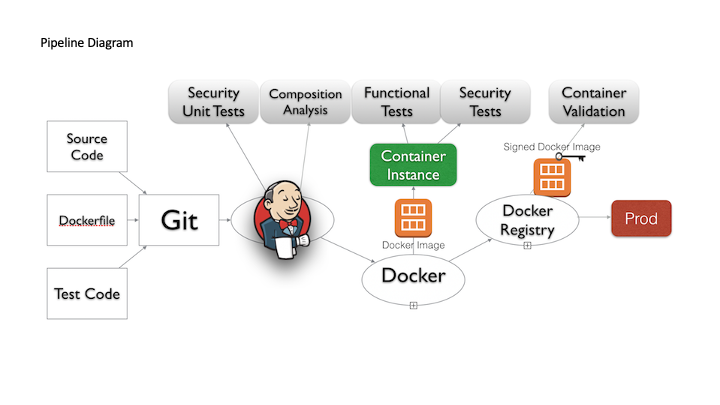 Pipeline Diagram
Security
Unit Tests
Composition
Analysis
Functional
Tests
Security
Tests
Container
Validation
Source
Code
Dockerfile
Test Code
Git
Container
Instance
Docker Image
Docker
Signed Docker Image
Docker
Registry
Prod